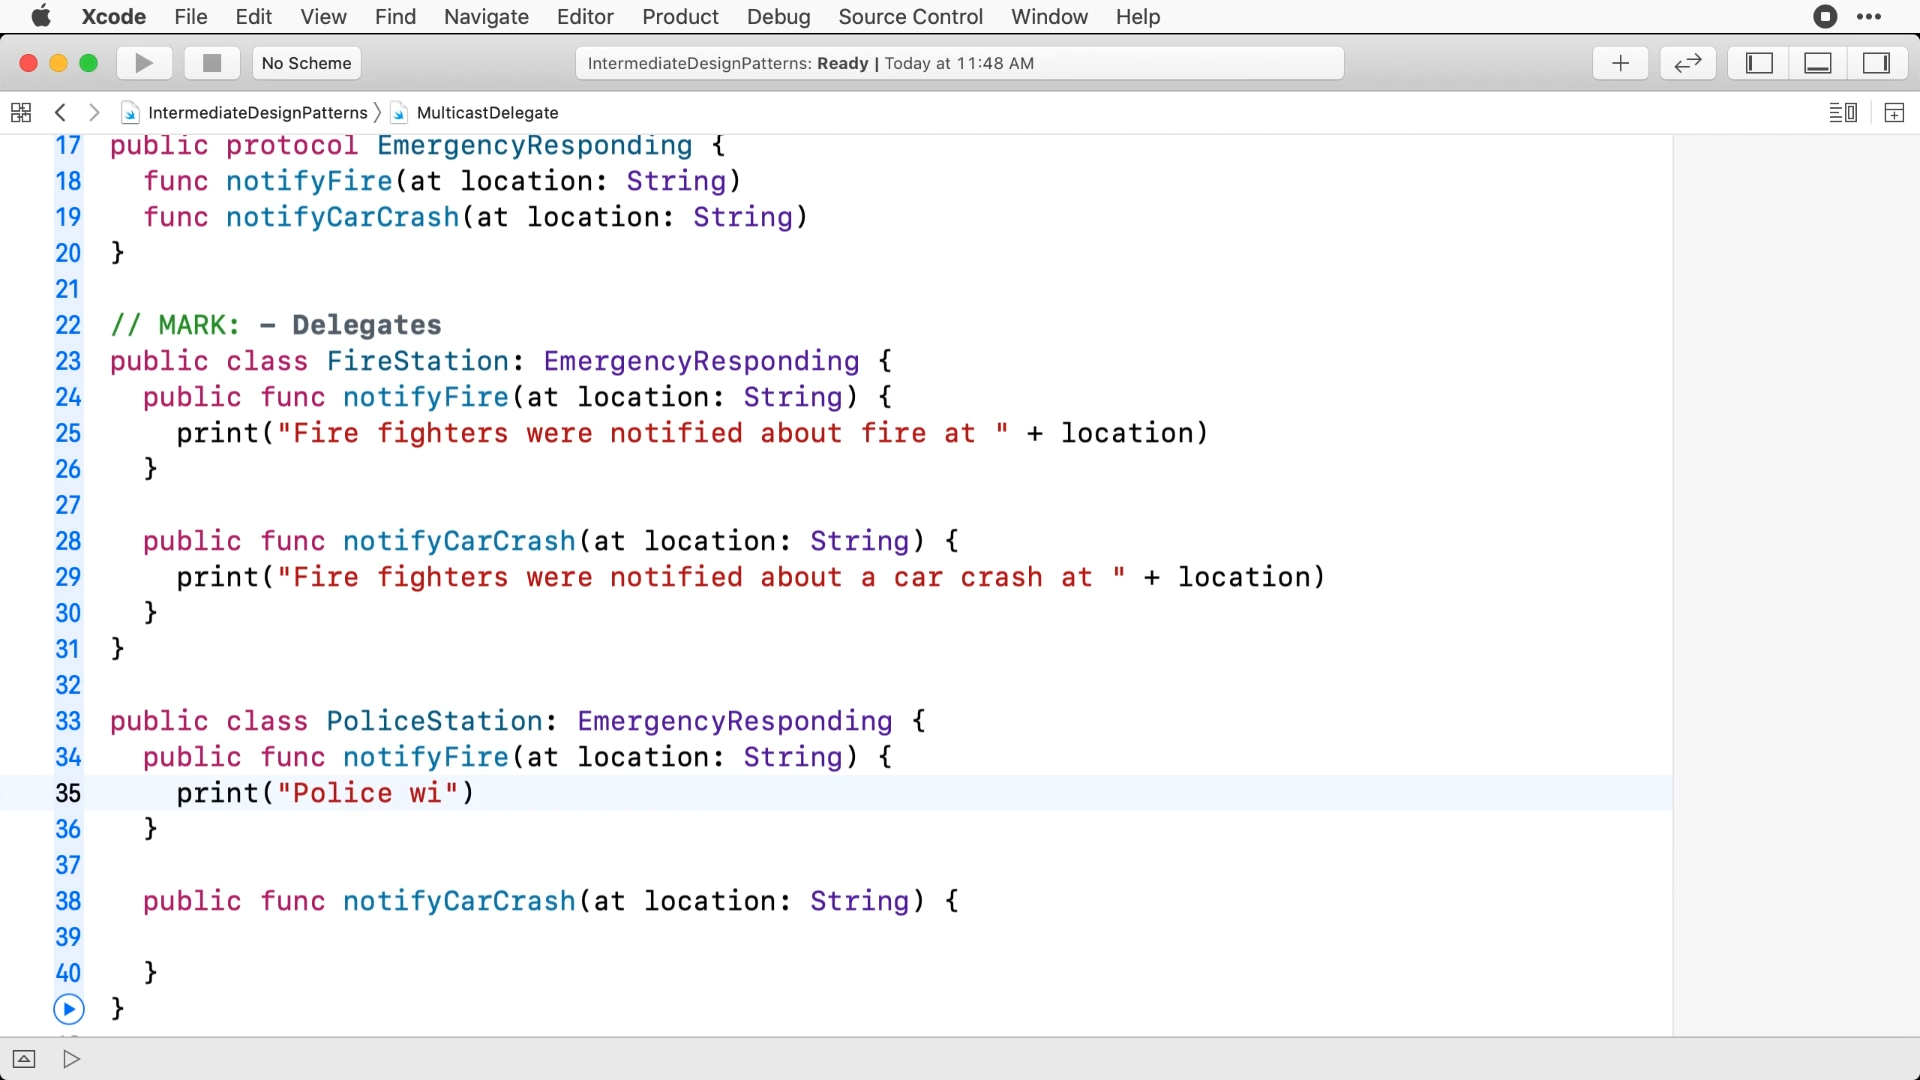 Xcode File Edit View Find Navigate Editor Product Debug Source Control Window Help
No Scheme IntermediateDesignPatterns: Ready | Today at 11:48 AM
IntermediateDesignPatterns MulticastDelegate
17 public protocol EmergencyResponding {
18 func notifyFire(at location: String)
19 func notifyCarCrash(at location: String)
20 }
21
22 // MARK: - Delegates
23 public class FireStation: EmergencyResponding {
24 public func notifyFire(at location: String) {
25 print("Fire fighters were notified about fire at " + location)
26 }
27
28 public func notifyCarCrash(at location: String) {
29 print("Fire fighters were notified about a car crash at " + location)
30 }
31 }
32
33 public class PoliceStation: EmergencyResponding {
34 public func notifyFire(at location: String) {
35 print("Police wi")
36 }
37
38 public func notifyCarCrash(at location: String) {
39
40 }
}